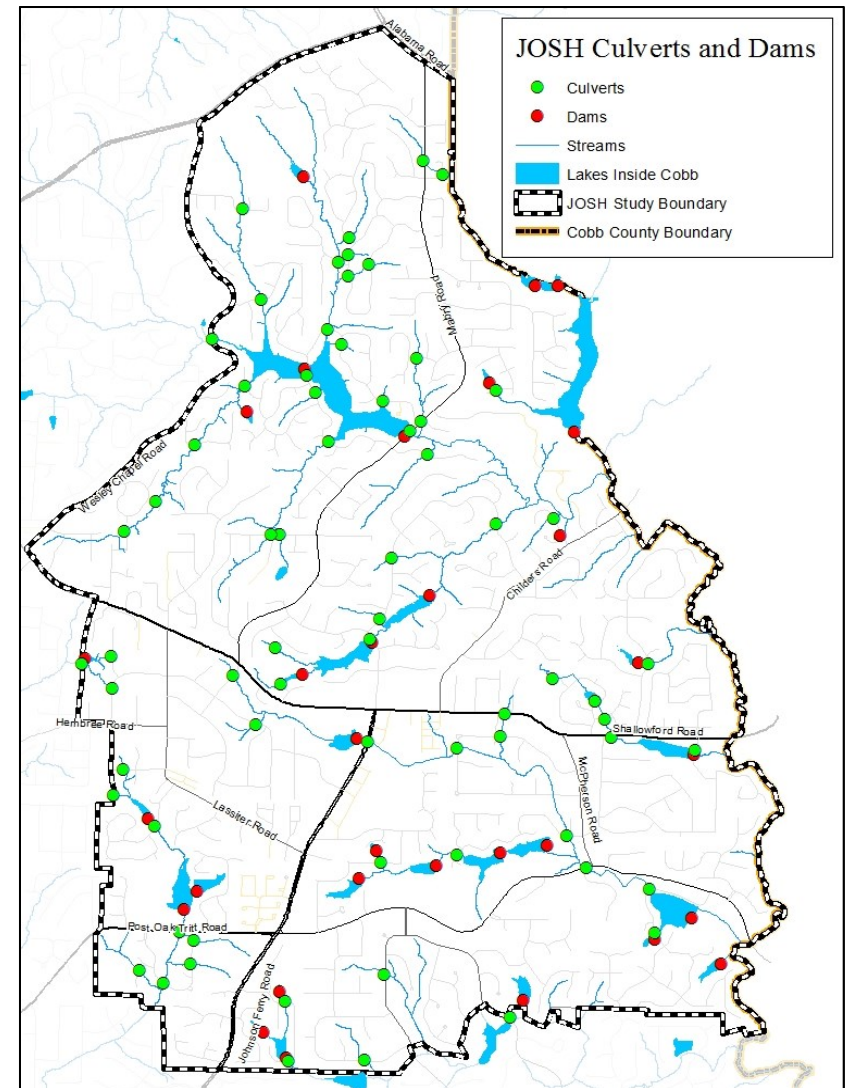 Alabama Road
JOSH Culverts and Dams
Culverts
Dams
Streams
Lakes Inside Cobb
JOSH Study Boundary
Cobb County Boundary
Mabry Road
Wesley Chapel Road
Childers Road
Hembree Road
Shallowford Road
McPherson Road
Lassiter Road
Post Oak Tritt Road
Johnson Ferry Road